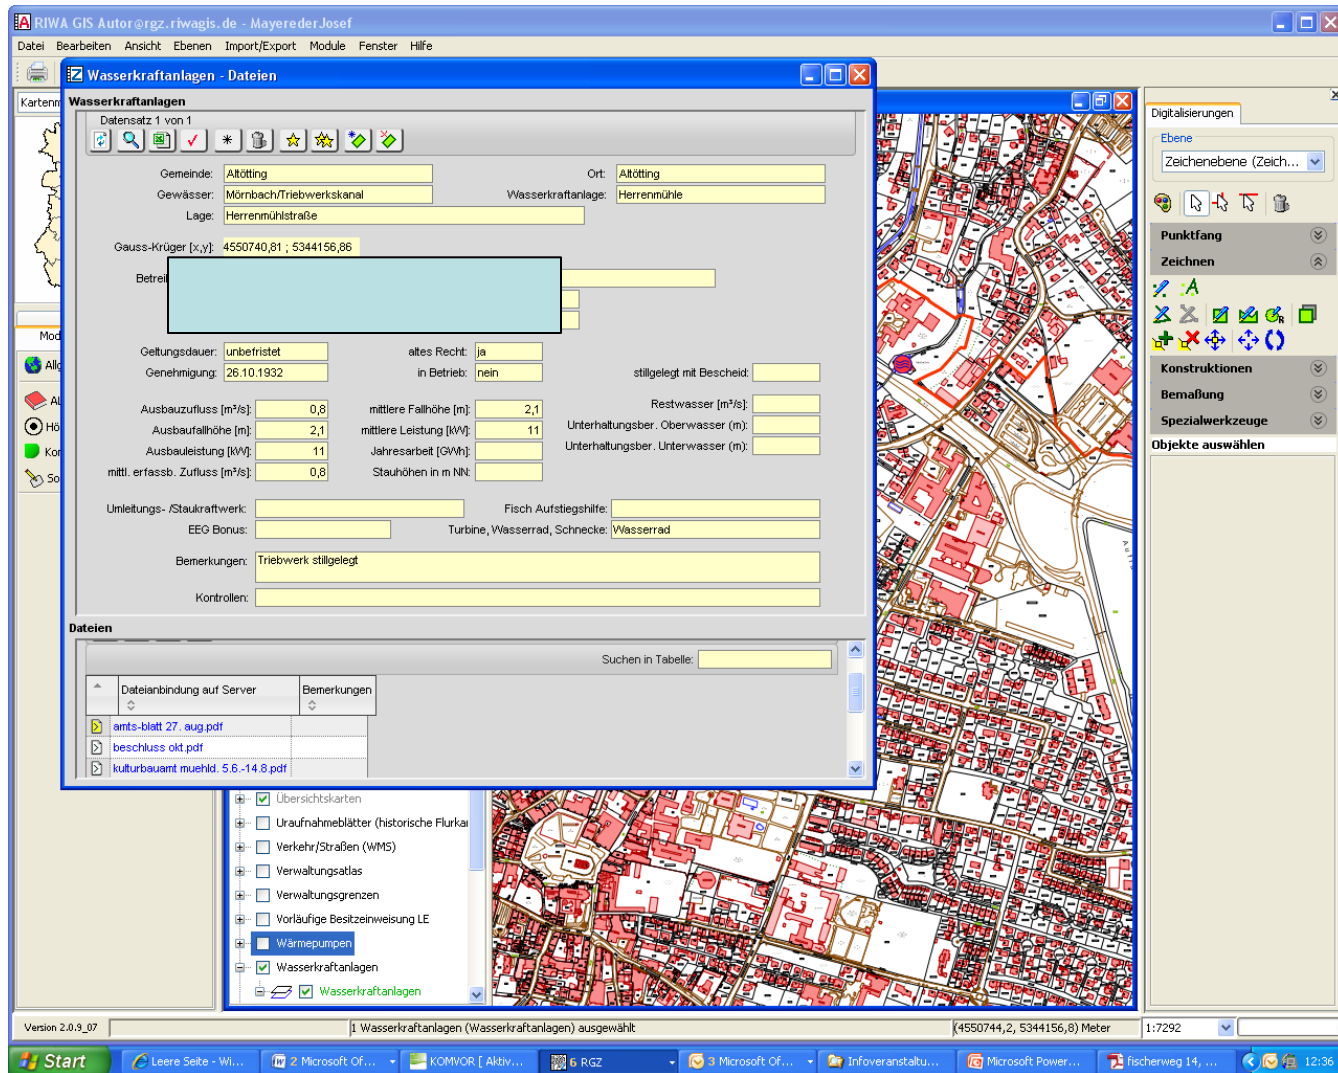 RIWA GIS Autor@rgz.riwagis.de - MayerederJosef
Datei Bearbeiten Ansicht Ebenen Import/Export Module Fenster Hilfe
Wasserkraftanlagen - Dateien
Wasserkraftanlagen
Datensatz 1 von 1
Gemeinde: Altötting Ort: Altötting
Gewässer: Mörnbach/Triebwerkskanal Wasserkraftanlage: Herrenmühle
Lage: Herrenmühlstraße
Gauss-Krüger [x,y]: 4550740,81 ; 5344156,86
Geltungsdauer: unbefristet altes Recht: ja
Genehmigung: 26.10.1932 in Betrieb: nein stillgelegt mit Bescheid:
Ausbauzufluss [m³/s]: 0,8 mittlere Fallhöhe [m]: 2,1 Restwasser [m³/s]:
Ausbaufallhöhe [m]: 2,1 mittlere Leistung [kW]: 11 Unterhaltungsber. Oberwasser (m):
Ausbauleistung [kW]: 11 Jahresarbeit [GWh]: Unterhaltungsber. Unterwasser (m):
mittl. erfassb. Zufluss [m³/s]: 0,8 Stauhöhen in m NN:
Umleitungs- /Staukraftwerk: Fisch Aufstiegshilfe:
EEG Bonus: Turbine, Wasserrad, Schnecke: Wasserrad
Bemerkungen: Triebwerk stillgelegt
Kontrollen:
Dateien
Suchen in Tabelle:
Dateianbindung auf Server Bemerkungen
amts-blatt 27. aug.pdf
beschluss okt.pdf
kulturbauamt muehld. 5.6.-14.8.pdf
Übersichtskarten
Uraufnahmeblätter (historische Flurka
Verkehr/Straßen (WMS)
Verwaltungsatlas
Verwaltungsgrenzen
Vorläufige Besitzeinweisung LE
Wärmepumpen
Wasserkraftanlagen
Wasserkraftanlagen
Digitalisierungen
Ebene
Zeichenebene (Zeich...
Punktfang
Zeichnen
Konstruktionen
Bemaßung
Spezialwerkzeuge
Objekte auswählen
Version 2.0.9_07 1 Wasserkraftanlagen (Wasserkraftanlagen) ausgewählt (4550744,2, 5344156,8) Meter 1:7292
Start Leere Seite - Wi... 2 Microsoft Of... KOMVOR [ Aktiv... 6 RGZ 3 Microsoft Of... Infoveranstaltu... Microsoft Power... fischerweg 14, ... 12:36